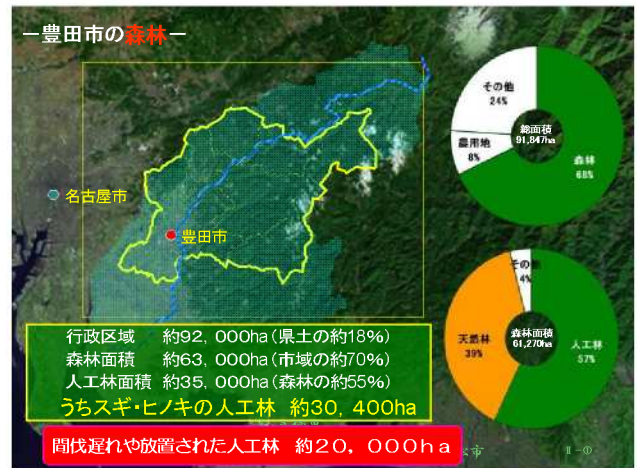 －豊田市の森林－
その他
24%
農用地
8%
総面積
91,847ha
森林
68%
名古屋市
豊田市
その他
4%
天然林
39%
森林面積
61,270ha
人工林
57%
行政区域　約92，000ha（県土の約18%）
森林面積　約63，000ha（市域の約70%）
人工林面積　約35，000ha（森林の約55%）
うちスギ・ヒノキの人工林　約30，400ha
間伐遅れや放置された人工林　約20，000ha
市
Ⅱ－①